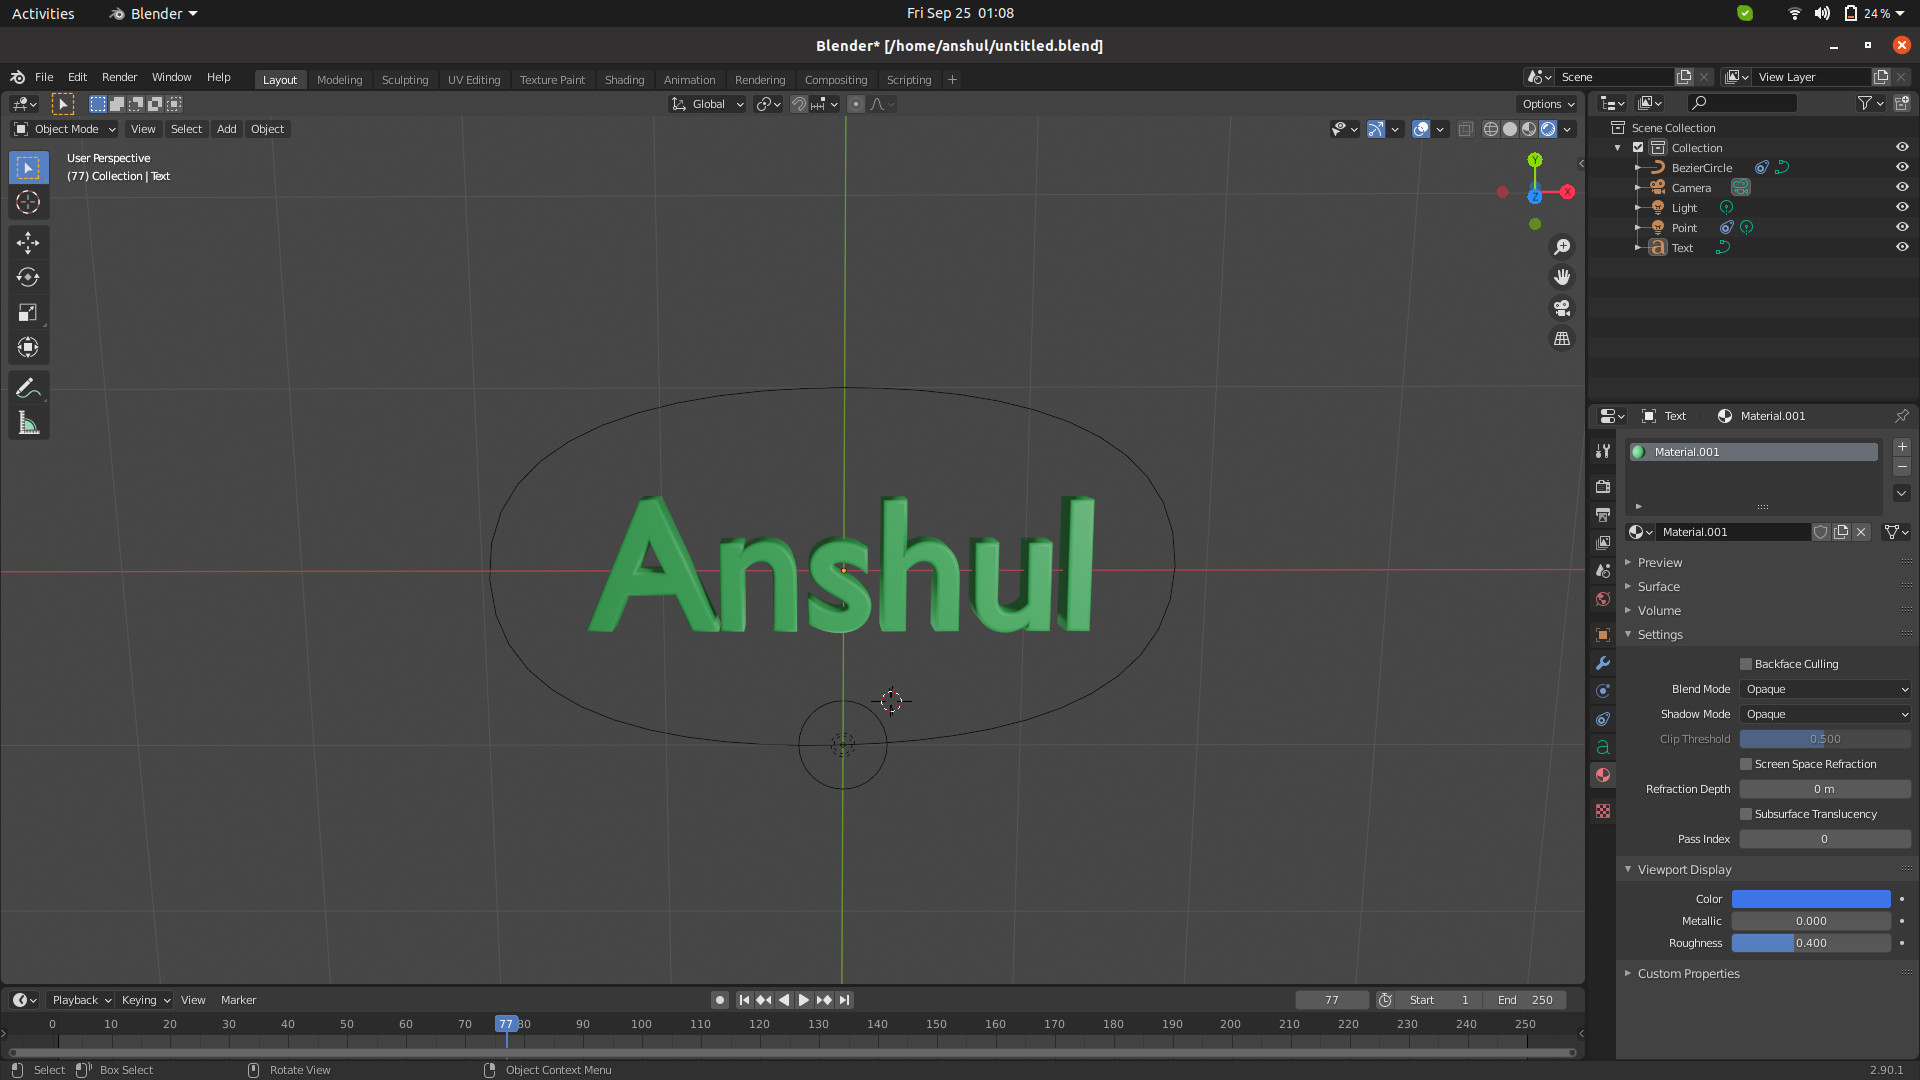 Activities Blender Fri Sep 25 01:08 24 %
Blender* [/home/anshul/untitled.blend]
File Edit Render Window Help Layout Modeling Sculpting UV Editing Texture Paint Shading Animation Rendering Compositing Scripting + Scene View Layer
Global Options
Object Mode View Select Add Object
User Perspective
(77) Collection | Text
Y
X
Z
Anshul
Scene Collection
Collection
BezierCircle
Camera
Light
Point
Text
Text Material.001
Material.001
Material.001
Preview
Surface
Volume
Settings
Backface Culling
Blend Mode Opaque
Shadow Mode Opaque
Clip Threshold 0.500
Screen Space Refraction
Refraction Depth 0 m
Subsurface Translucency
Pass Index 0
Viewport Display
Color
Metallic 0.000
Roughness 0.400
Custom Properties
Playback Keying View Marker 77 Start 1 End 250
0 10 20 30 40 50 60 70 77 80 90 100 110 120 130 140 150 160 170 180 190 200 210 220 230 240 250
Select Box Select Rotate View Object Context Menu 2.90.1